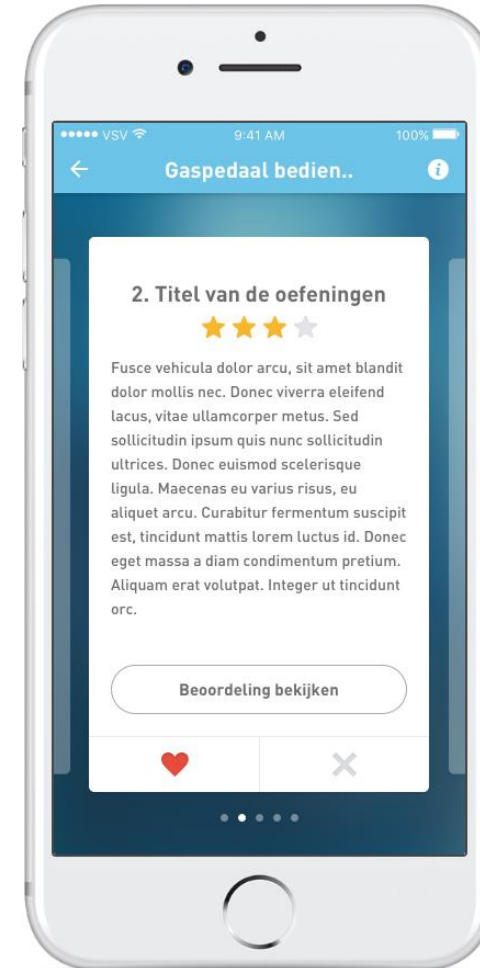 VSV 9:41 AM 100%
Gaspedaal bedien.. i
2. Titel van de oefeningen
Fusce vehicula dolor arcu, sit amet blandit
dolor mollis nec. Donec viverra eleifend
lacus, vitae ullamcorper metus. Sed
sollicitudin ipsum quis nunc sollicitudin
ultrices. Donec euismod scelerisque
ligula. Maecenas eu varius risus, eu
aliquet arcu. Curabitur fermentum suscipit
est, tincidunt mattis lorem luctus id. Donec
eget massa a diam condimentum pretium.
Aliquam erat volutpat. Integer ut tincidunt
orc.
Beoordeling bekijken